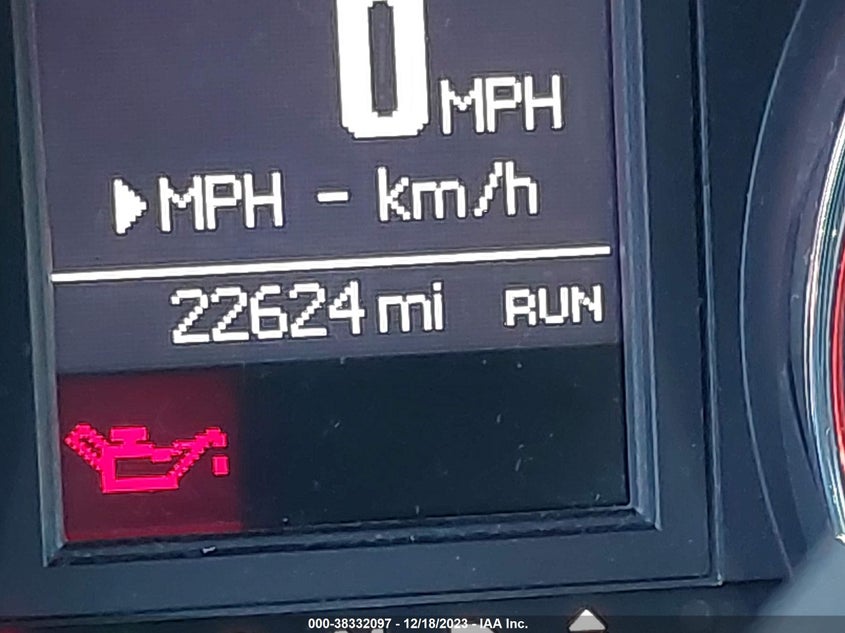 0 MPH
MPH - km/h
22624 mi RUN
000-38332097 - 12/18/2023 - IAA Inc.